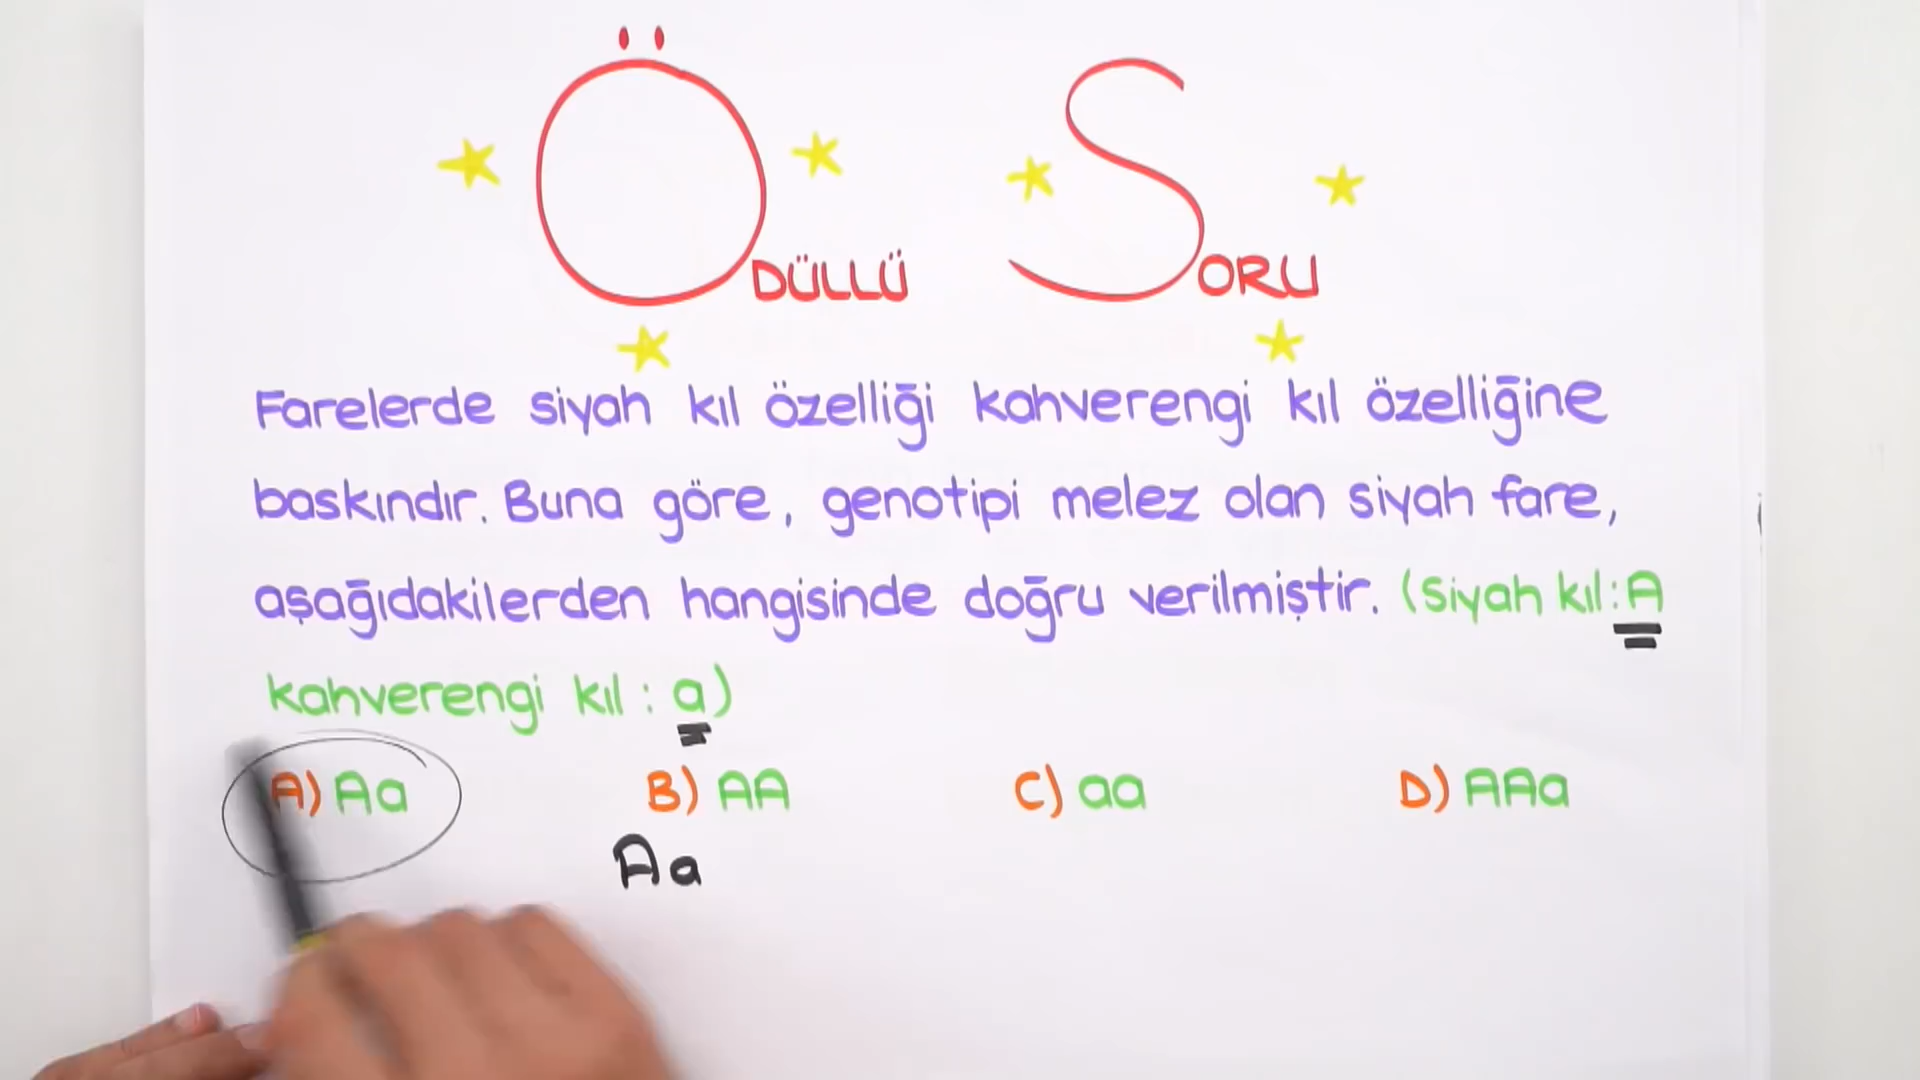 ÖDÜLLÜ SORU
Farelerde siyah kıl özelliği kahverengi kıl özelliğine
baskındır. Buna göre, genotipi melez olan siyah fare,
aşağıdakilerden hangisinde doğru verilmiştir. (Siyah kıl: A
kahverengi kıl: a)
A) Aa B) AA C) aa D) AAa
Aa